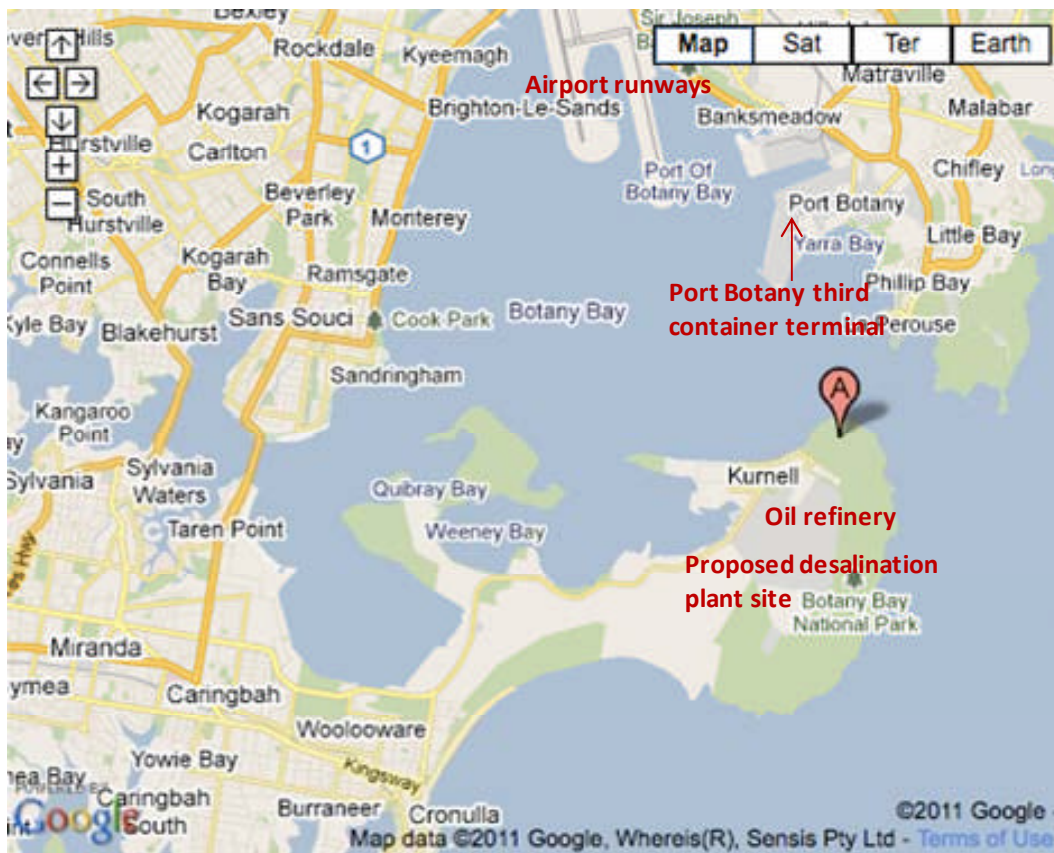 Bexley
Sir Joseph
Hills
Rockdale
Kyeemagh
Map
Sat
Ter
Earth
Matraville
Airport runways
Kogarah
Brighton-Le-Sands
Banksmeadow
Malabar
Hurstville
Carlton
1
Chifley
Port Of
Botany Bay
South
Hurstville
Beverley
Park
Monterey
Port Botany
Yarra Bay
Little Bay
Connells
Point
Kogarah
Bay
Ramsgate
Phillip Bay
Port Botany third
container terminal
Kyle Bay
Blakehurst
Sans Souci
Cook Park
Botany Bay
Perouse
Sandringham
A
Kangaroo
Point
Sylvania
Sylvania
Waters
Kurnell
Quibray Bay
Oil refinery
Taren Point
Weeney Bay
Proposed desalination
plant site
Botany Bay
National Park
Miranda
Caringbah
Woolooware
Yowie Bay
Kingsway
POWERED BY
Google
Caringbah
South
Burraneer
Cronulla
©2011 Google -
Map data ©2011 Google, Whereis(R), Sensis Pty Ltd - Terms of Use